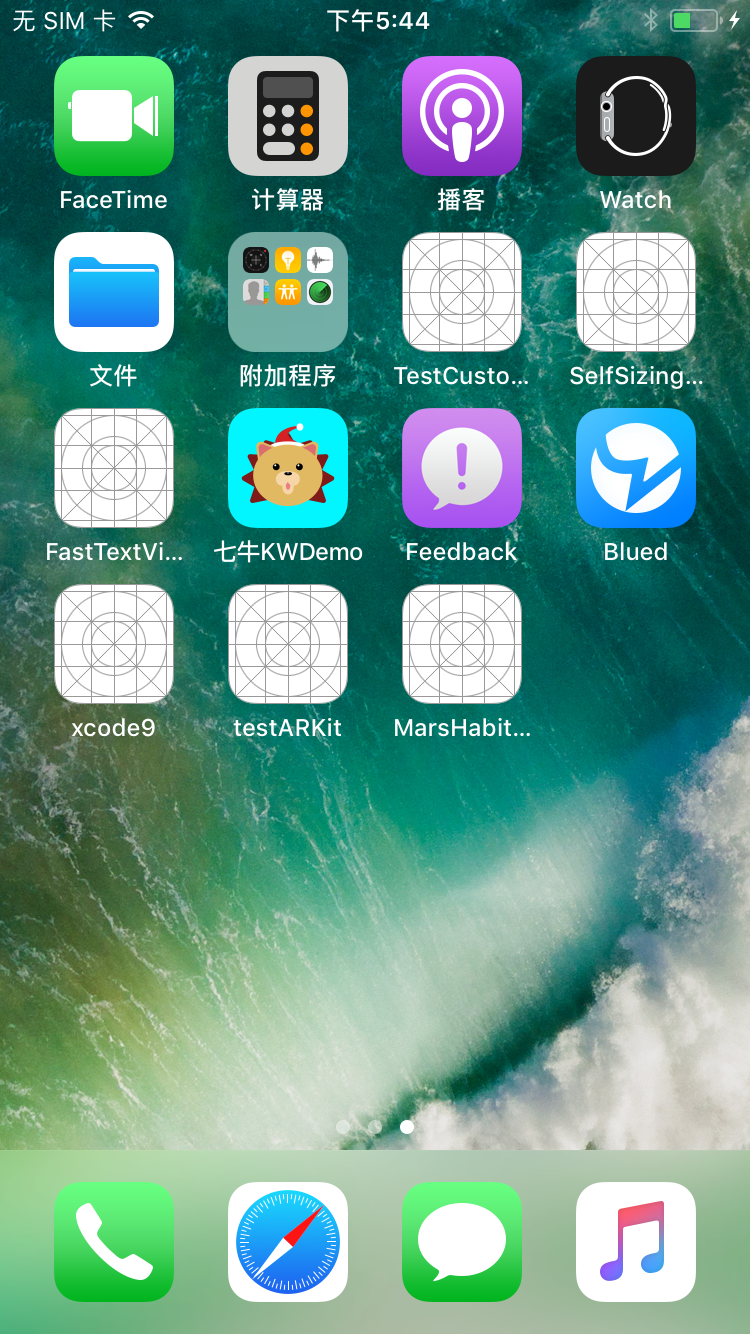 无 SIM 卡 下午5:44
FaceTime 计算器 播客 Watch
文件 附加程序 TestCusto... SelfSizing...
FastTextVi... 七牛KWDemo Feedback Blued
xcode9 testARKit MarsHabit...